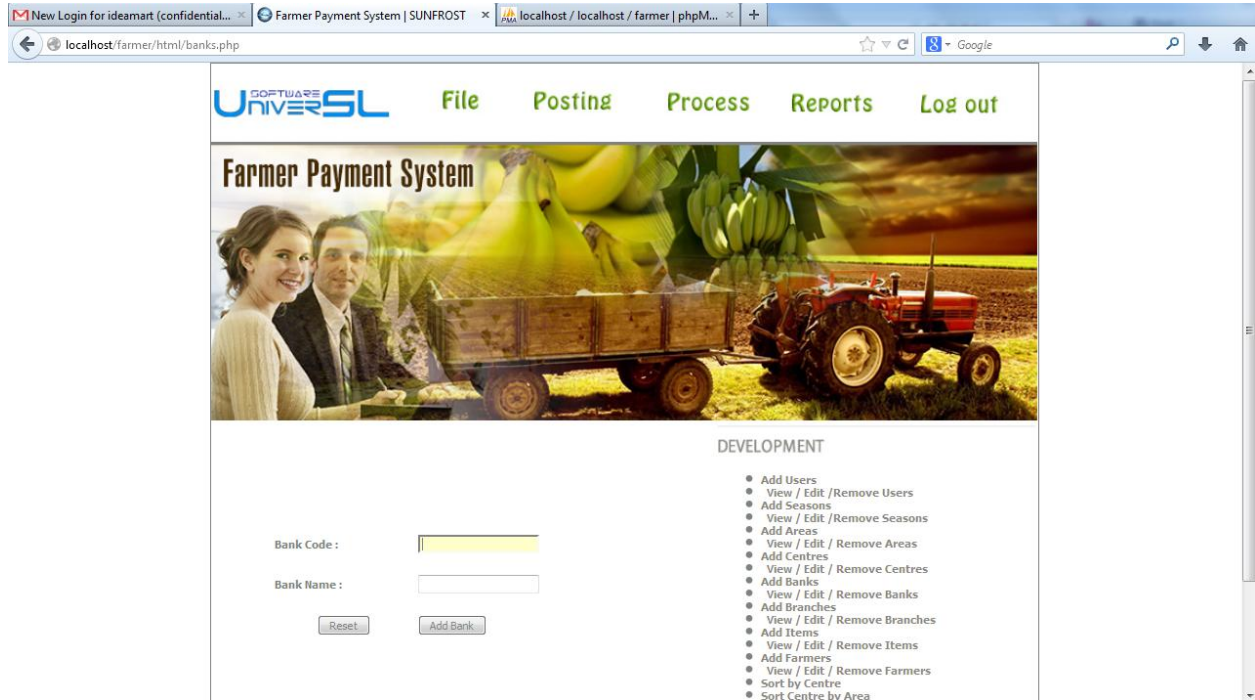 New Login for ideamart (confidential...
Farmer Payment System | SUNFROST
localhost / localhost / farmer | phpM...
localhost/farmer/html/banks.php
Google
SOFTWARE
UniverSL
File
Posting
Process
Reports
Log out
Farmer Payment System
DEVELOPMENT
Add Users
View / Edit /Remove Users
Add Seasons
View / Edit /Remove Seasons
Add Areas
View / Edit / Remove Areas
Add Centres
View / Edit / Remove Centres
Add Banks
View / Edit / Remove Banks
Add Branches
View / Edit / Remove Branches
Add Items
View / Edit / Remove Items
Add Farmers
View / Edit / Remove Farmers
Sort by Centre
Sort Centre by Area
Bank Code :
Bank Name :
Reset
Add Bank